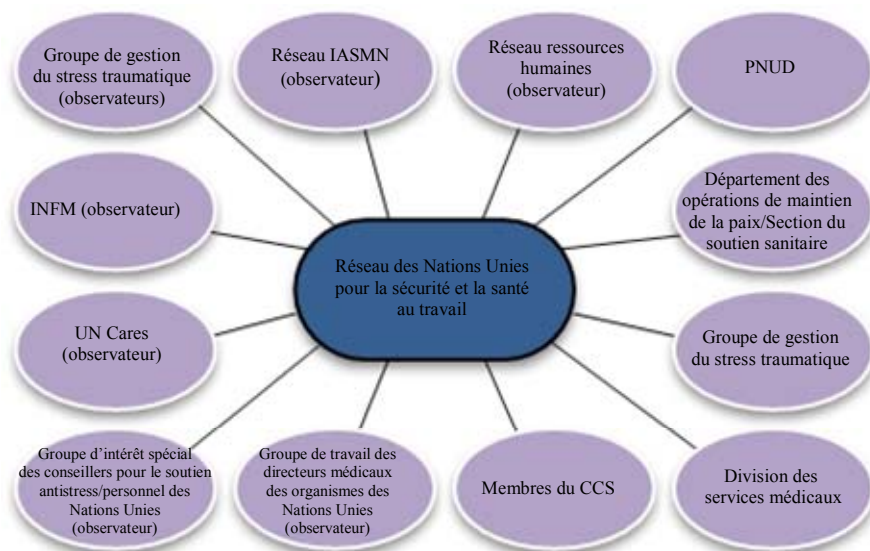 Groupe de gestion
du stress traumatique
(observateurs)
Réseau IASMN
(observateur)
Réseau ressources
humaines
(observateur)
PNUD
INFM (observateur)
Département des
opérations de maintien
de la paix/Section du
soutien sanitaire
Réseau des Nations Unies
pour la sécurité et la santé
au travail
UN Cares
(observateur)
Groupe de gestion
du stress traumatique
Groupe d'intérêt spécial
des conseillers pour le soutien
antistress/personnel des
Nations Unies
(observateur)
Groupe de travail des
directeurs médicaux
des organismes des
Nations Unies
(observateur)
Membres du CCS
Division des
services médicaux